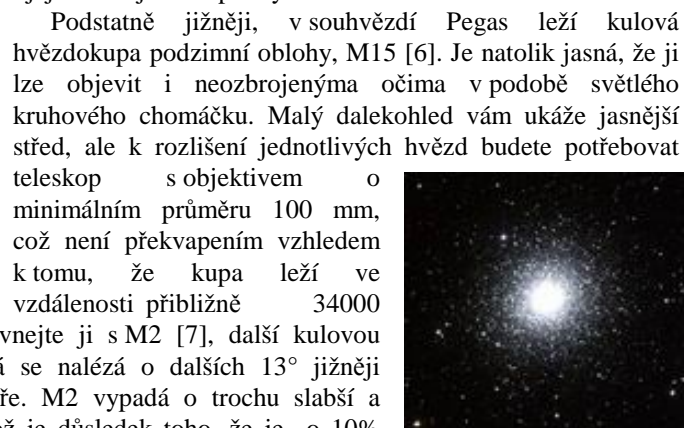 Podstatně jižněji, v souhvězdí Pegas leží kulová
hvězdokupa podzimní oblohy, M15 [6]. Je natolik jasná, že ji
lze objevit i neozbrojenýma očima v podobě světlého
kruhového chomáčku. Malý dalekohled vám ukáže jasnější
střed, ale k rozlišení jednotlivých hvězd budete potřebovat
teleskop s objektivem o
minimálním průměru 100 mm,
což není překvapením vzhledem
k tomu, že kupa leží ve
vzdálenosti přibližně 34000
ji s M2 [7], další kulovou
se nalézá o dalších 13° jižněji
M2 vypadá o trochu slabší a
je důsledek toho, že je o 10%